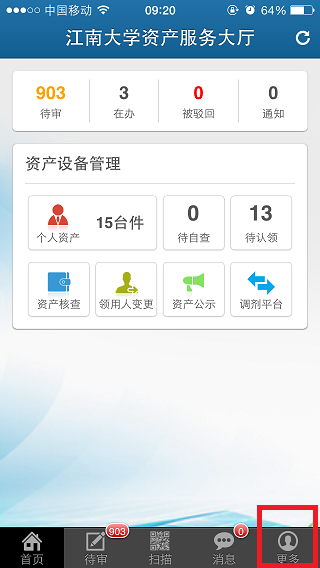 中国移动 09:20 64%
江南大学资产服务大厅
903 3 0 0
待审 在办 被驳回 通知
资产设备管理
15台件 0 13
个人资产 待自查 待认领
资产核查 领用人变更 资产公示 调剂平台
903 0
首页 待审 扫描 消息 更多